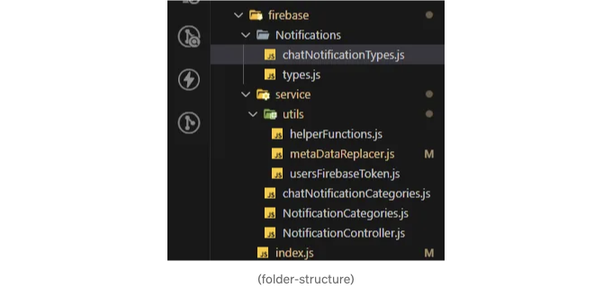 firebase
Notifications
JS chatNotificationTypes.js
JS types.js
service
utils
JS helperFunctions.js
JS metaDataReplacer.js M
JS usersFirebaseToken.js
JS chatNotificationCategories.js
JS NotificationCategories.js
JS NotificationController.js
JS index.js M
(folder-structure)